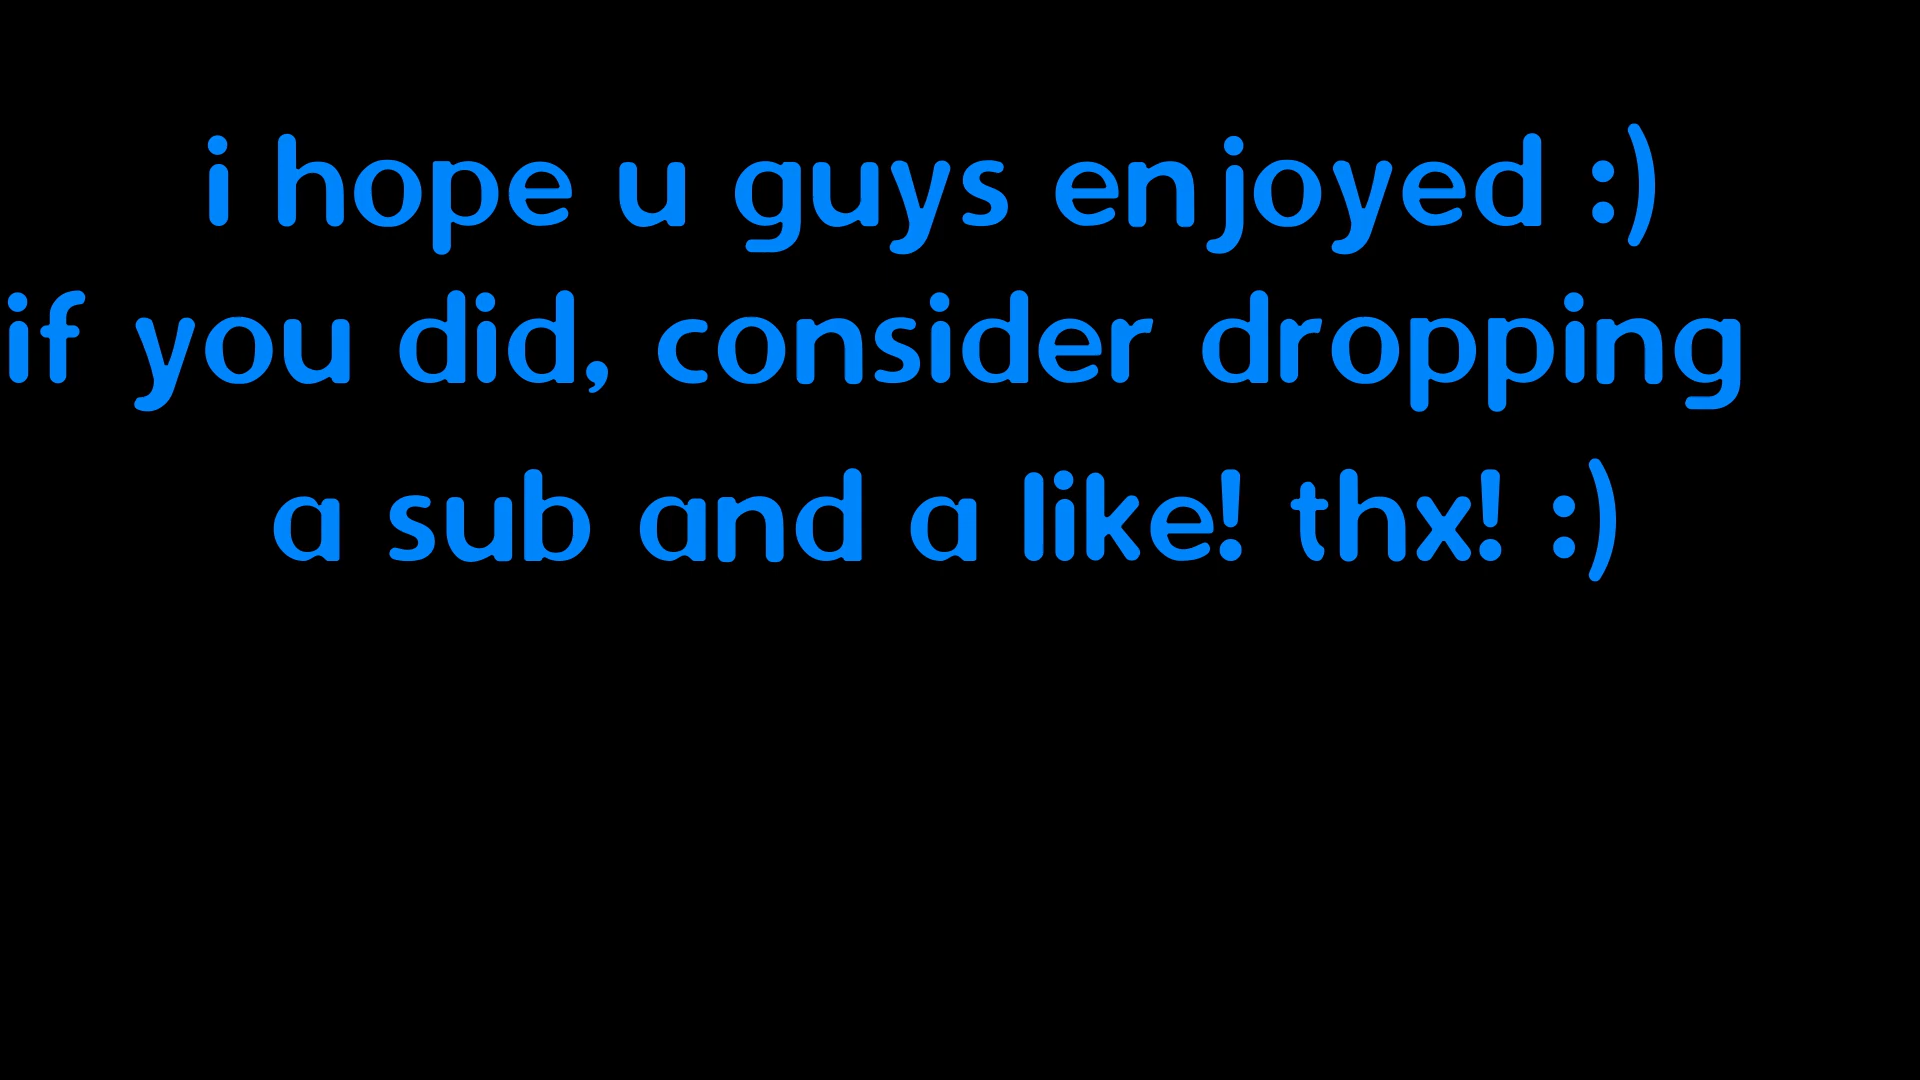 i hope u guys enjoyed :)
if you did, consider dropping
a sub and a like! thx! :)